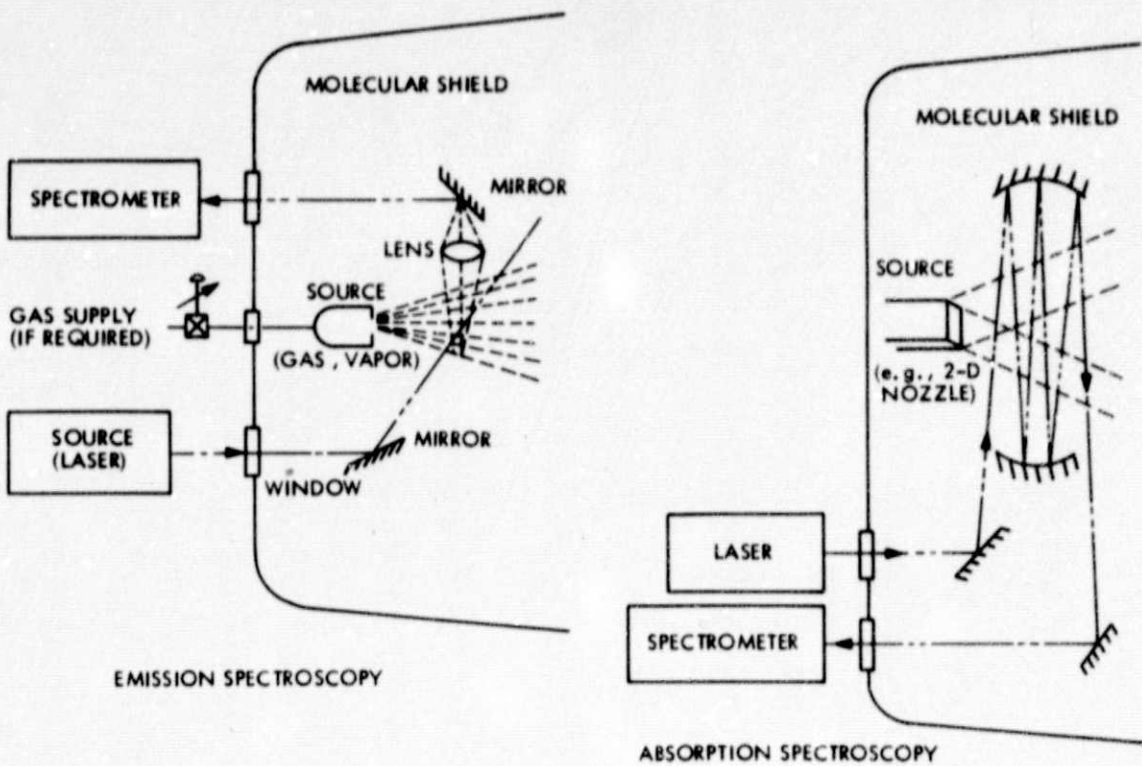 MOLECULAR SHIELD
SPECTROMETER
MIRROR
LENS
SOURCE
GAS SUPPLY
(IF REQUIRED)
(GAS , VAPOR)
SOURCE
(LASER)
MIRROR
WINDOW
EMISSION SPECTROSCOPY
MOLECULAR SHIELD
SOURCE
(e.g., 2-D
NOZZLE)
LASER
SPECTROMETER
ABSORPTION SPECTROSCOPY